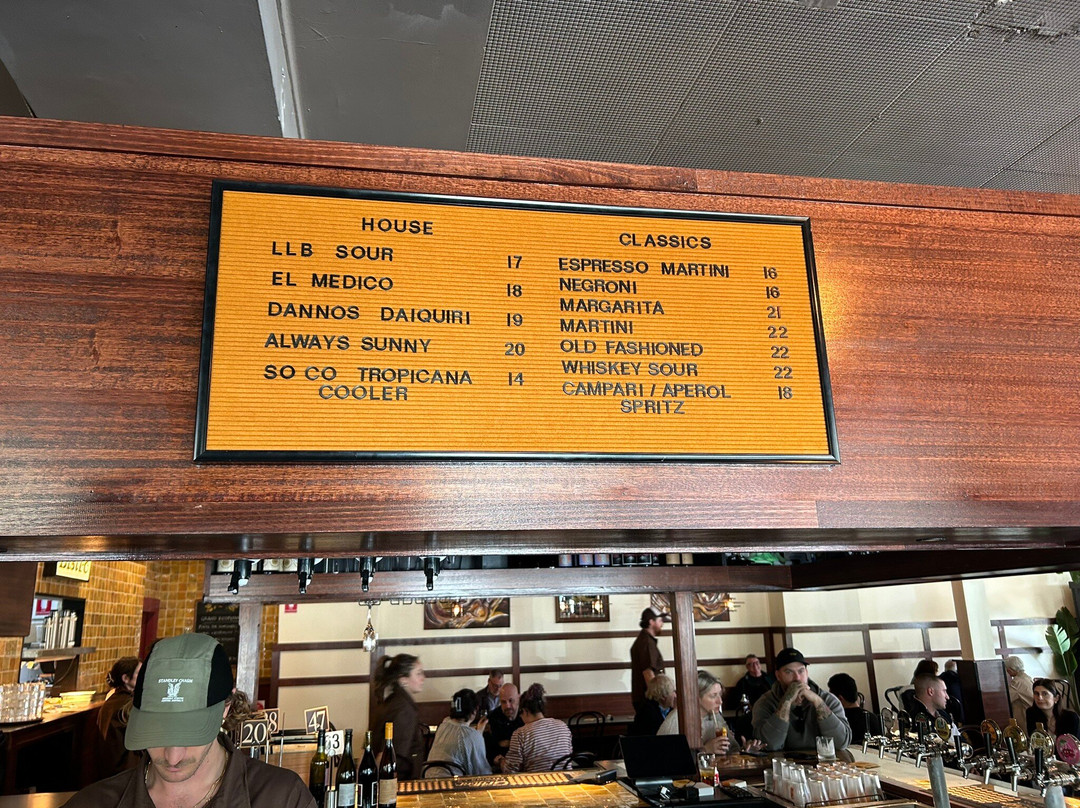 HOUSE
LLB SOUR 17
EL MEDICO 18
DANNOS DAIQUIRI 19
ALWAYS SUNNY 20
SO CO TROPICANA 14
COOLER
CLASSICS
ESPRESSO MARTINI 16
NEGRONI 16
MARGARITA 21
MARTINI 22
OLD FASHIONED 22
WHISKEY SOUR 22
CAMPARI / APEROL 18
SPRITZ
20
28
47